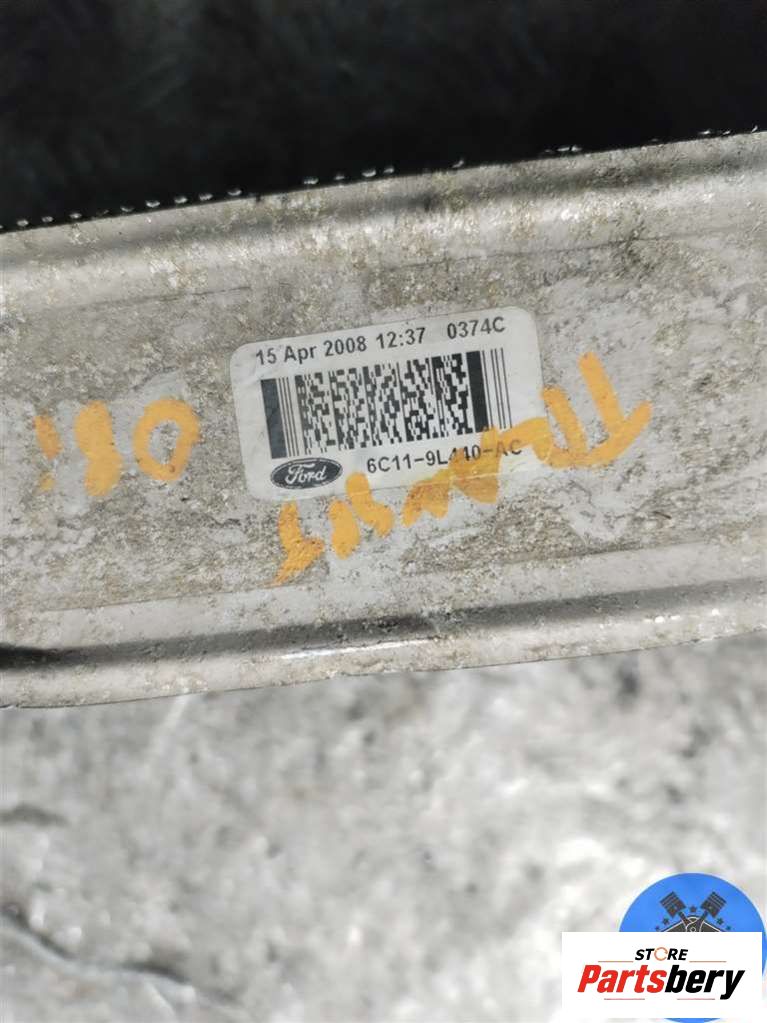 15 Apr 2008 12:37 0374C
Ford 6C11-9L440-AC
STORE
Partsbery